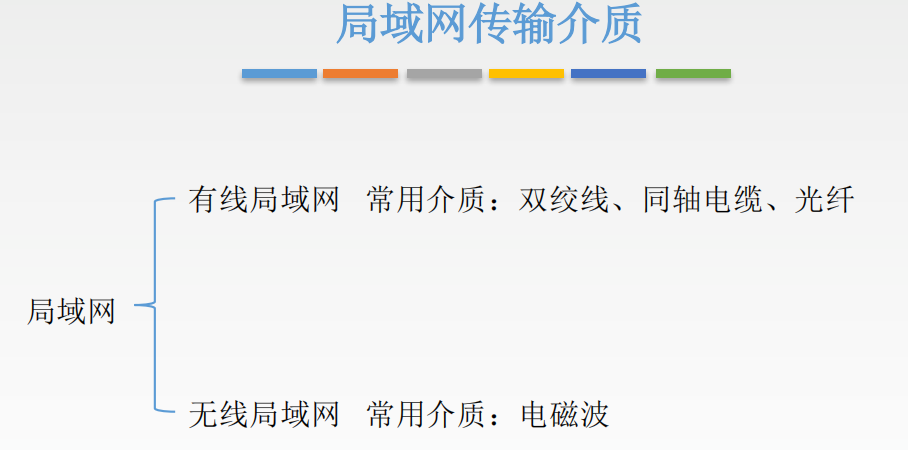 局域网传输介质
有线局域网 常用介质：双绞线、同轴电缆、光纤
局域网
无线局域网 常用介质：电磁波